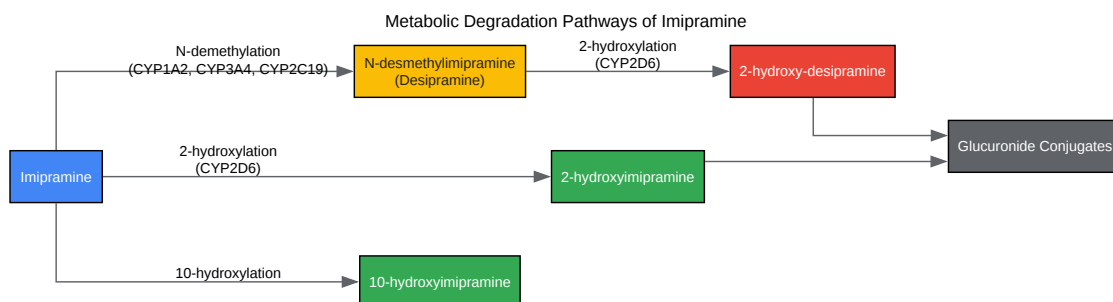 Metabolic Degradation Pathways of Imipramine
N-demethylation
(CYP1A2, CYP3A4, CYP2C19)
N-desmethylimipramine
(Desipramine)
2-hydroxylation
(CYP2D6)
2-hydroxy-desipramine
Glucuronide Conjugates
Imipramine
2-hydroxylation
(CYP2D6)
2-hydroxyimipramine
10-hydroxylation
10-hydroxyimipramine